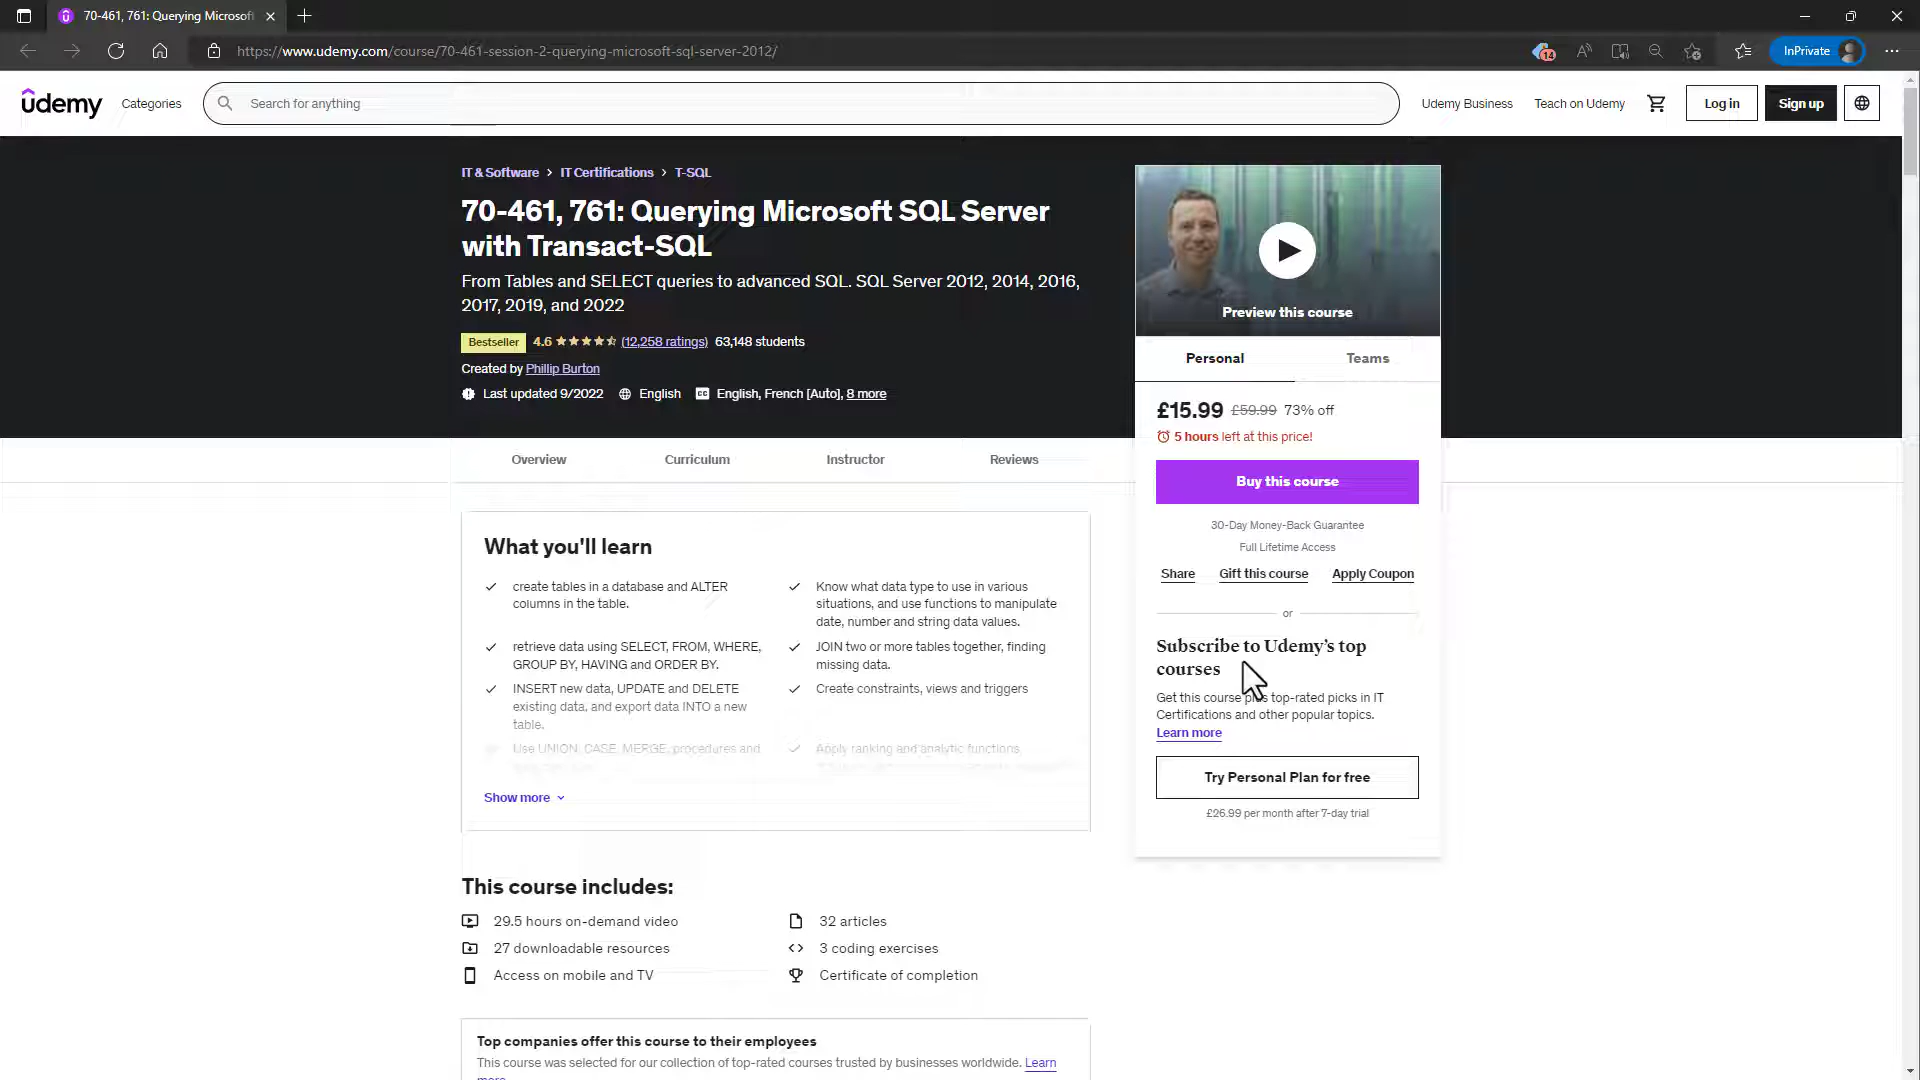 70-461, 761: Querying Microsoft
https://www.udemy.com/course/70-461-session-2-querying-microsoft-sql-server-2012/
14
InPrivate
udemy
Categories
Search for anything
Udemy Business
Teach on Udemy
Log in
Sign up
IT & Software > IT Certifications > T-SQL
70-461, 761: Querying Microsoft SQL Server
with Transact-SQL
From Tables and SELECT queries to advanced SQL. SQL Server 2012, 2014, 2016,
2017, 2019, and 2022
Bestseller 4.6 (12,258 ratings) 63,148 students
Created by Phillip Burton
Last updated 9/2022 English English, French [Auto], 8 more
Preview this course
Personal Teams
£15.99 £59.99 73% off
5 hours left at this price!
Buy this course
30-Day Money-Back Guarantee
Full Lifetime Access
Share Gift this course Apply Coupon
or
Subscribe to Udemy's top
courses
Get this course plus top-rated picks in IT
Certifications and other popular topics.
Learn more
Try Personal Plan for free
£26.99 per month after 7-day trial
Overview Curriculum Instructor Reviews
What you'll learn
create tables in a database and ALTER
columns in the table.
Know what data type to use in various
situations, and use functions to manipulate
date, number and string data values.
retrieve data using SELECT, FROM, WHERE,
GROUP BY, HAVING and ORDER BY.
JOIN two or more tables together, finding
missing data.
INSERT new data, UPDATE and DELETE
existing data, and export data INTO a new
table.
Create constraints, views and triggers
Use UNION, CASE, MERGE, procedures and
Apply ranking and analytic functions
Show more
This course includes:
29.5 hours on-demand video
32 articles
27 downloadable resources
3 coding exercises
Access on mobile and TV
Certificate of completion
Top companies offer this course to their employees
This course was selected for our collection of top-rated courses trusted by businesses worldwide. Learn
more